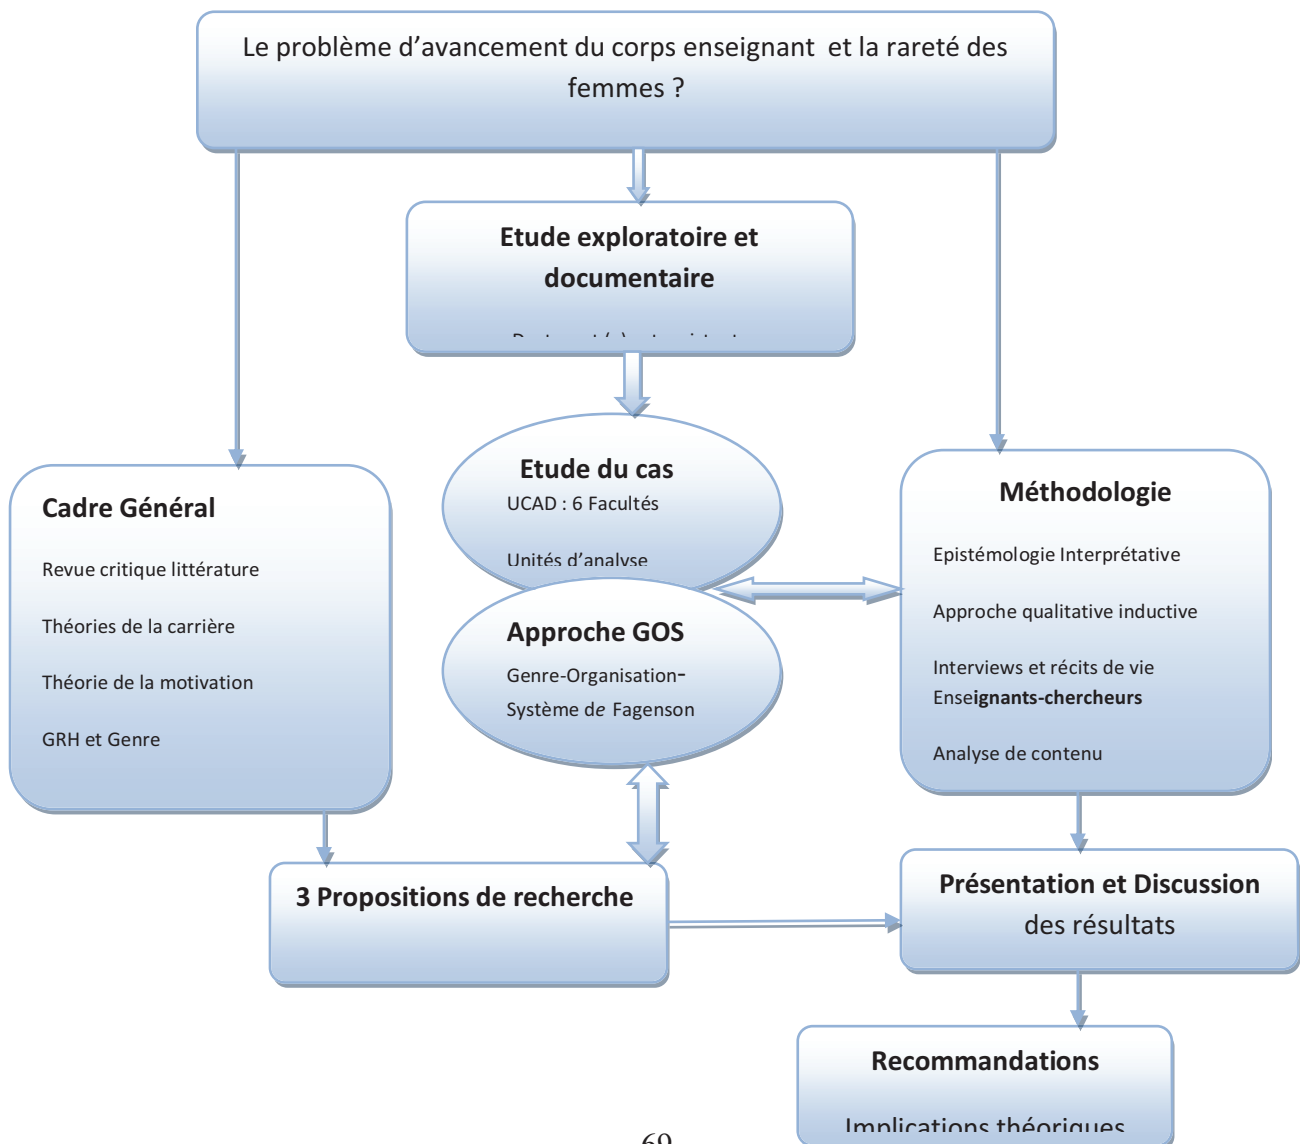 Le problème d’avancement du corps enseignant et la rareté des
femmes ?
Etude exploratoire et
documentaire
Etude du cas
UCAD : 6 Facultés
Unités d’analyse
Approche GOS
Genre-Organisation-
Système de Fagenson
Cadre Général
Revue critique littérature
Théories de la carrière
Théorie de la motivation
GRH et Genre
Méthodologie
Epistémologie Interprétative
Approche qualitative inductive
Interviews et récits de vie
Enseignants-chercheurs
Analyse de contenu
3 Propositions de recherche
Présentation et Discussion
des résultats
Recommandations
Implications théoriques
69